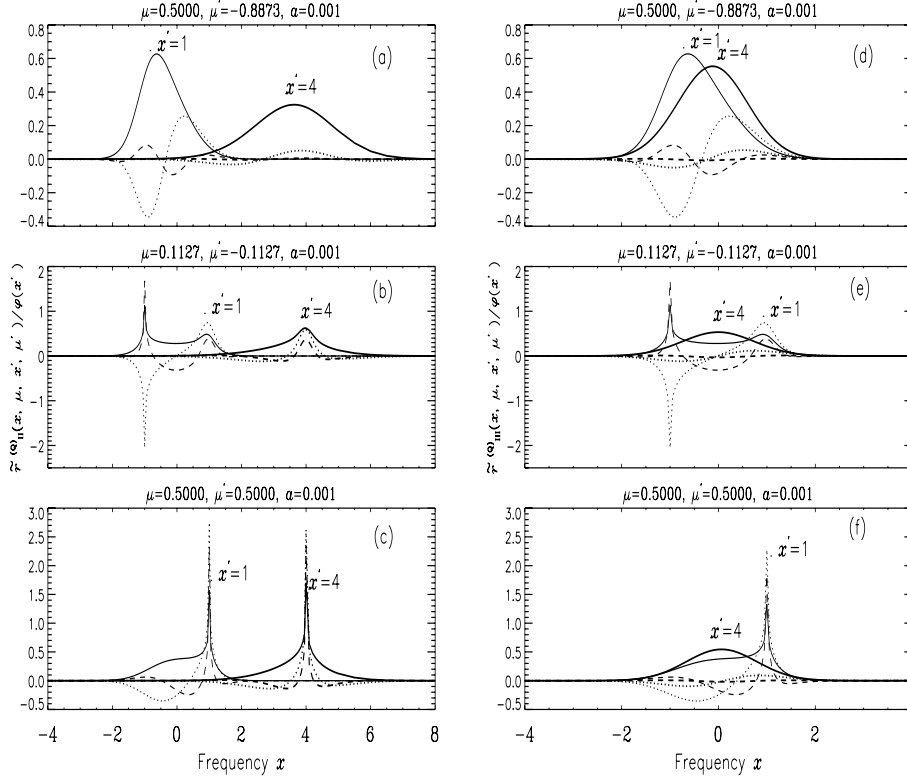 μ=0.5000, μ′=-0.8873, a=0.001
0.8
0.6
0.4
0.2
0.0
-0.2
-0.4
x′=1
x′=4
(a)
μ=0.5000, μ′=-0.8873, a=0.001
0.8
0.6
0.4
0.2
0.0
-0.2
-0.4
x′=1
x′=4
(d)
μ=0.1127, μ′=-0.1127, a=0.001
2
1
0
-1
-2
x′=1
x′=4
(b)
μ=0.1127, μ′=-0.1127, a=0.001
2
1
0
-1
-2
x′=4
x′=1
(e)
r̃⁽Q⁾II(x, μ, x′, μ′)/φ(x′)
r̃⁽Q⁾III(x, μ, x′, μ′)/φ(x′)
μ=0.5000, μ′=0.5000, a=0.001
3.0
2.5
2.0
1.5
1.0
0.5
0.0
-0.5
x′=1
x′=4
(c)
-4 -2 0 2 4 6 8
Frequency x
μ=0.5000, μ′=0.5000, a=0.001
3.0
2.5
2.0
1.5
1.0
0.5
0.0
-0.5
x′=1
x′=4
(f)
-4 -2 0 2
Frequency x